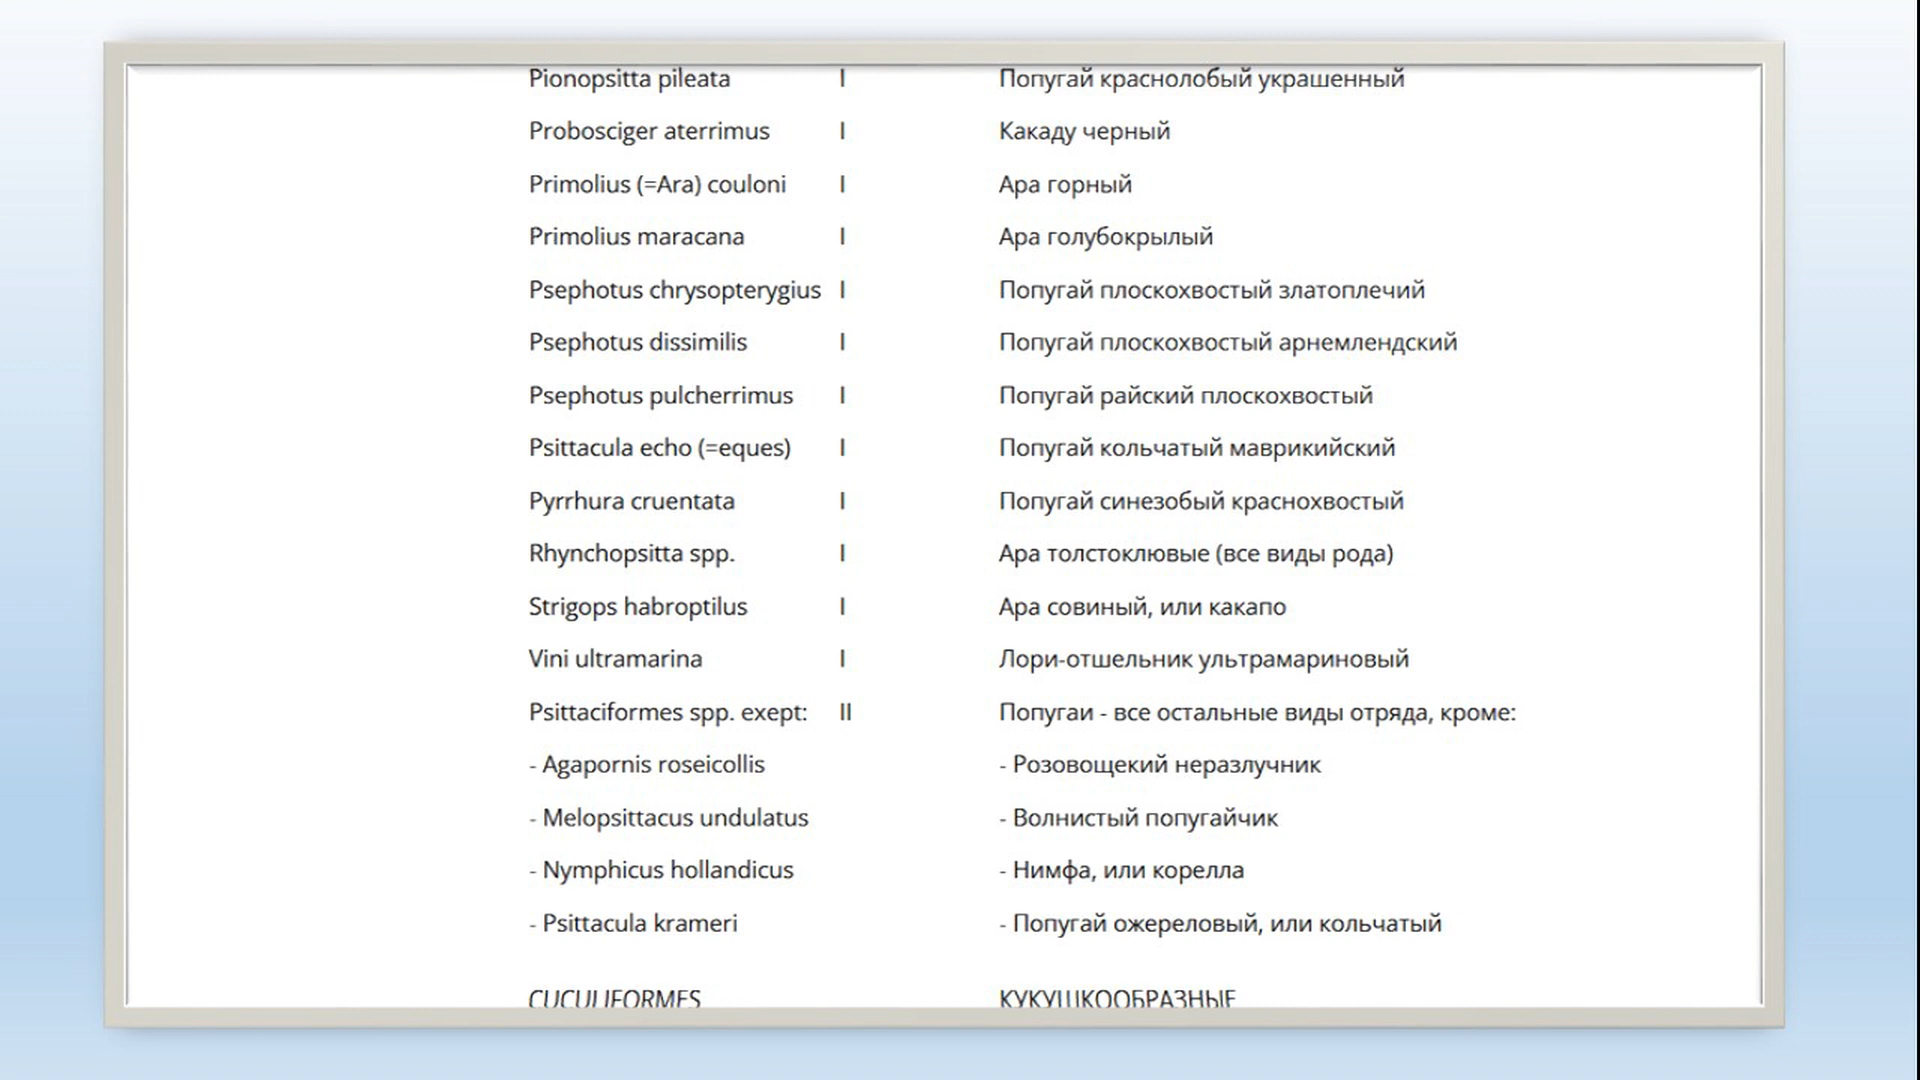 Pionopsitta pileata I Попугай краснолобый украшенный
Probosciger aterrimus I Какаду черный
Primolius (=Ara) couloni I Ара горный
Primolius maracana I Ара голубокрылый
Psephotus chrysopterygius I Попугай плоскохвостый златоплечий
Psephotus dissimilis I Попугай плоскохвостый арнемлендский
Psephotus pulcherrimus I Попугай райский плоскохвостый
Psittacula echo (=eques) I Попугай кольчатый маврикийский
Pyrrhura cruentata I Попугай синезобый краснохвостый
Rhynchopsitta spp. I Ара толстоклювые (все виды рода)
Strigops habroptilus I Ара совиный, или какапо
Vini ultramarina I Лори-отшельник ультрамариновый
Psittaciformes spp. exept: II Попугаи - все остальные виды отряда, кроме:
- Agapornis roseicollis - Розовощекий неразлучник
- Melopsittacus undulatus - Волнистый попугайчик
- Nymphicus hollandicus - Нимфа, или корелла
- Psittacula krameri - Попугай ожереловый, или кольчатый
CUCULIFORMES КУКУШКООБРАЗНЫЕ